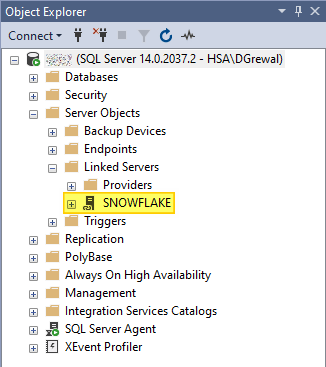 Object Explorer
Connect
(SQL Server 14.0.2037.2 - HSA\DGrewal)
Databases
Security
Server Objects
Backup Devices
Endpoints
Linked Servers
Providers
SNOWFLAKE
Triggers
Replication
PolyBase
Always On High Availability
Management
Integration Services Catalogs
SQL Server Agent
XEvent Profiler